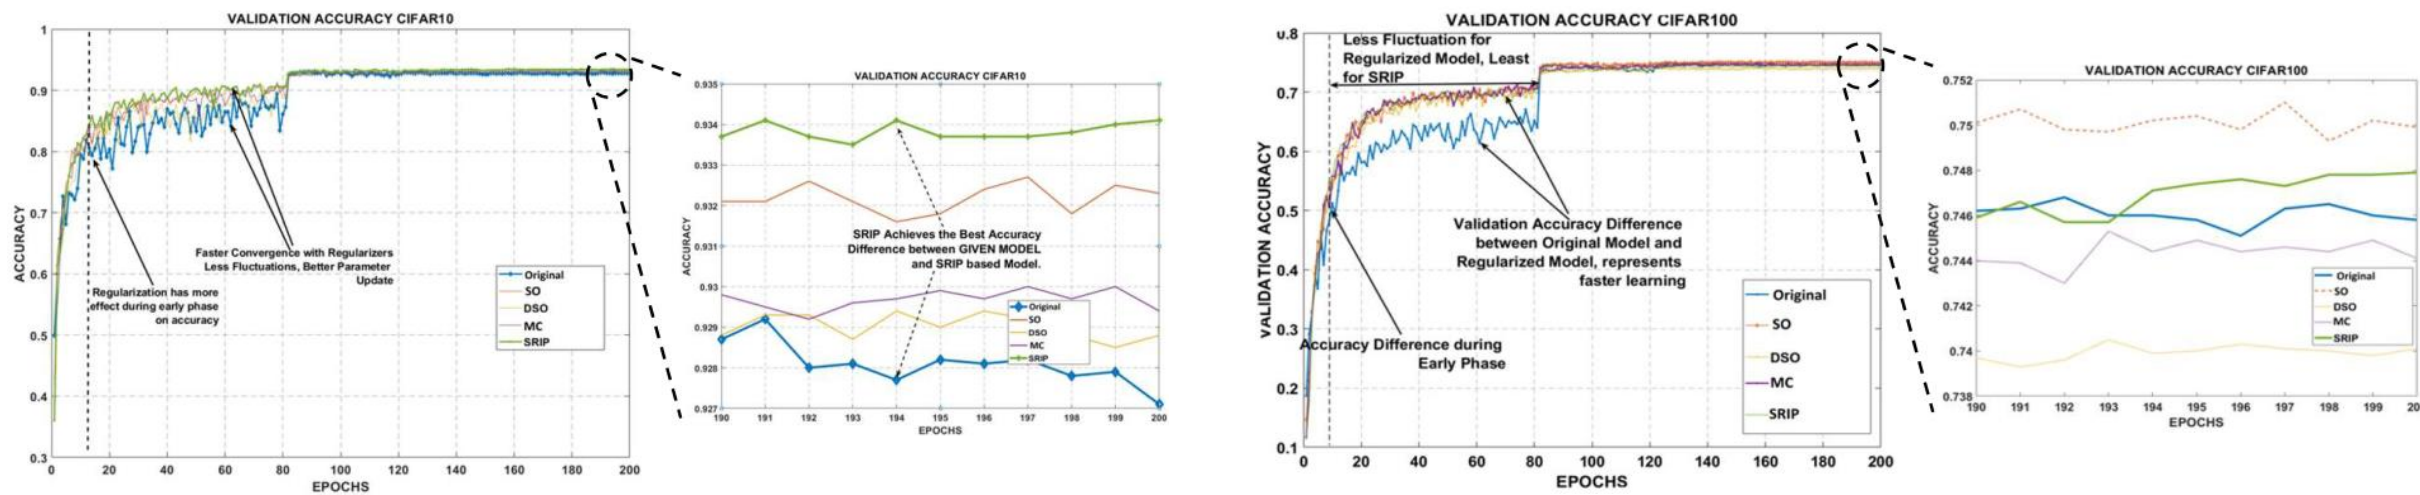 VALIDATION ACCURACY CIFAR10
1
0.9
0.8
0.7
0.6
0.5
0.4
0.3
ACCURACY
Faster Convergence with Regularizers
Less Fluctuations, Better Parameter
Update
Regularization has more
effect during early phase
on accuracy
Original
SO
DSO
MC
SRIP
0 20 40 60 80 100 120 140 160 180 200
EPOCHS
VALIDATION ACCURACY CIFAR10
0.935
0.934
0.933
0.932
0.931
0.93
0.929
0.928
0.927
ACCURACY
SRIP Achieves the Best Accuracy
Difference between GIVEN MODEL
and SRIP based Model.
Original
SO
DSO
MC
SRIP
190 191 192 193 194 195 196 197 198 199 200
EPOCHS
VALIDATION ACCURACY CIFAR100
0.8
0.7
0.6
0.5
0.4
0.3
0.2
0.1
VALIDATION ACCURACY
Less Fluctuation for
Regularized Model, Least
for SRIP
Validation Accuracy Difference
between Original Model and
Regularized Model, represents
faster learning
Accuracy Difference during
Early Phase
Original
SO
DSO
MC
SRIP
0 20 40 60 80 100 120 140 160 180 200
EPOCHS
VALIDATION ACCURACY CIFAR100
0.752
0.75
0.748
0.746
0.744
0.742
0.74
0.738
ACCURACY
Original
SO
DSO
MC
SRIP
190 191 192 193 194 195 196 197 198 199 20
EPOCHS